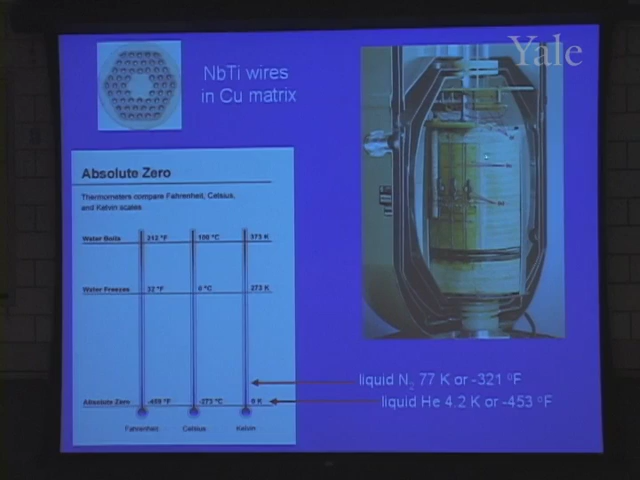 Yale
NbTi wires
in Cu matrix
Absolute Zero
Thermometers compare Fahrenheit, Celsius,
and Kelvin scales
Water Boils 212 °F 100 °C 373 K
Water Freezes 32 °F 0 °C 273 K
Absolute Zero -459 °F -273 °C 0 K
Fahrenheit Celsius Kelvin
liquid N2 77 K or -321 °F
liquid He 4.2 K or -453 °F